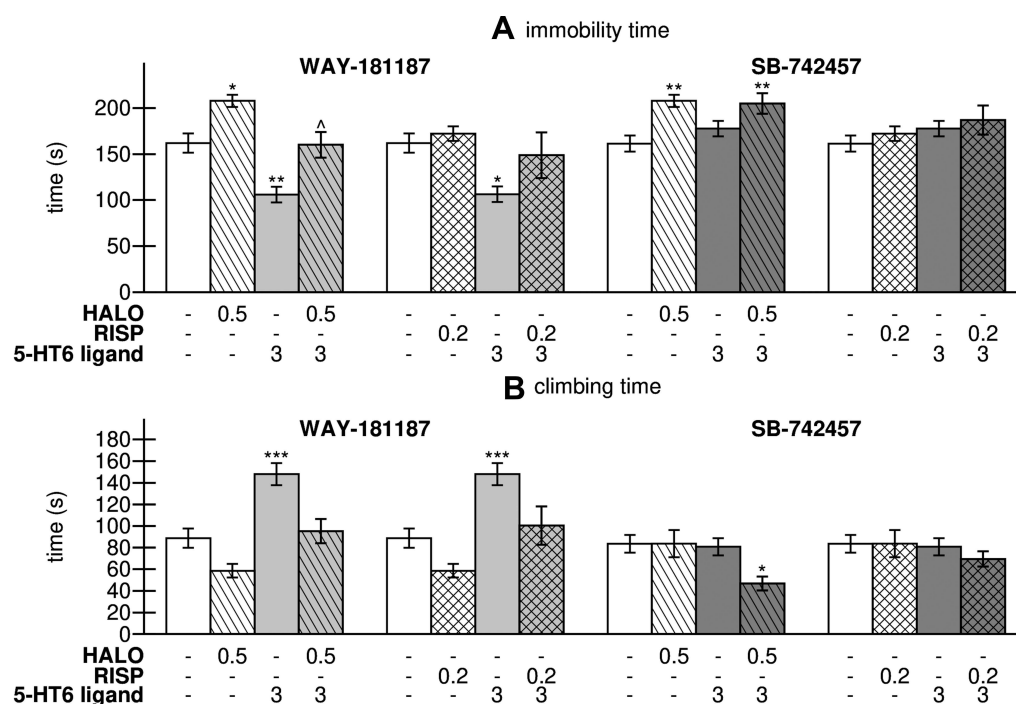 A immobility time
WAY-181187 SB-742457
* ** ** ^ * ** **
time (s)
200
150
100
50
0
HALO - 0.5 - 0.5 - - - - - 0.5 - 0.5 - - - -
RISP - - - - - 0.2 - 0.2 - - - - - 0.2 - 0.2
5-HT6 ligand - - 3 3 - - 3 3 - - 3 3 - - 3 3
B climbing time
WAY-181187 SB-742457
*** *** *
time (s)
180
160
140
120
100
80
60
40
20
0
HALO - 0.5 - 0.5 - - - - - 0.5 - 0.5 - - - -
RISP - - - - - 0.2 - 0.2 - - - - - 0.2 - 0.2
5-HT6 ligand - - 3 3 - - 3 3 - - 3 3 - - 3 3